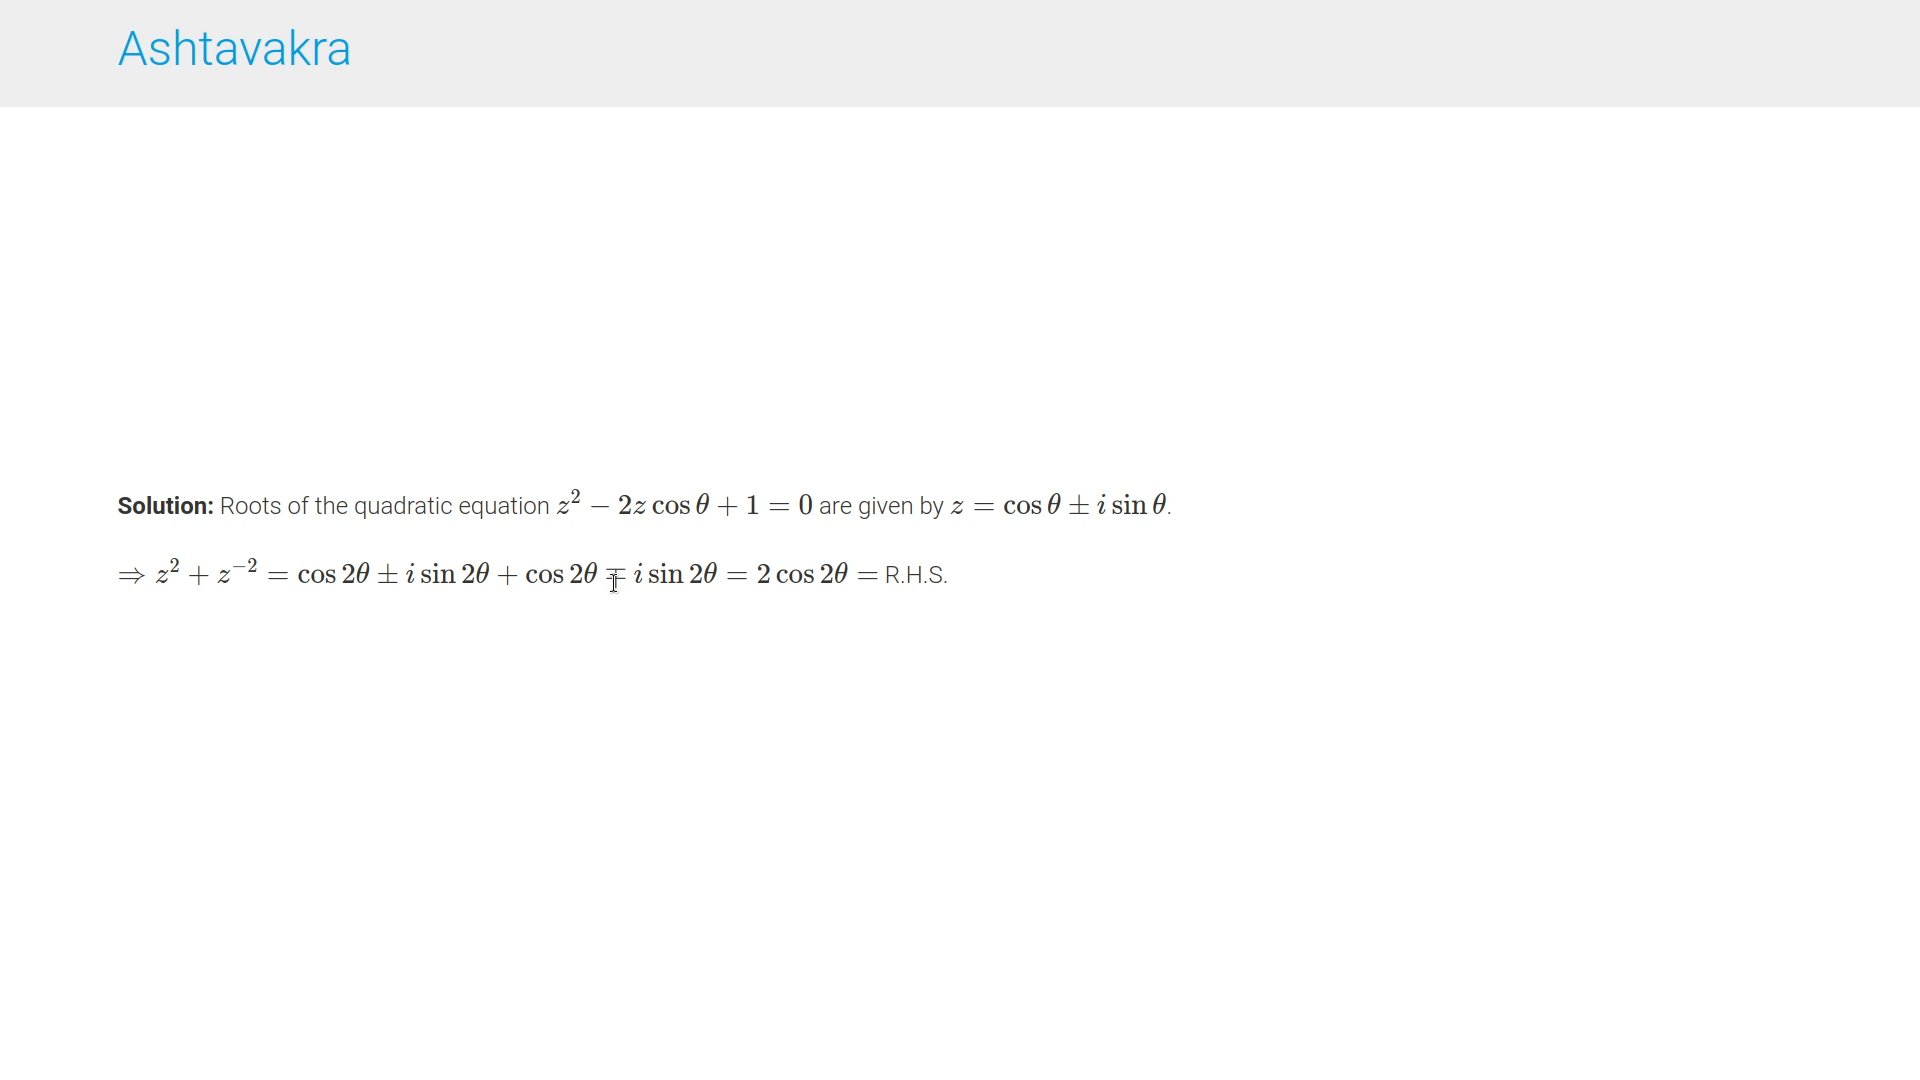 Ashtavakra
Solution: Roots of the quadratic equation z² − 2z cos θ + 1 = 0 are given by z = cos θ ± i sin θ.
⇒ z² + z⁻² = cos 2θ ± i sin 2θ + cos 2θ ∓ i sin 2θ = 2 cos 2θ = R.H.S.